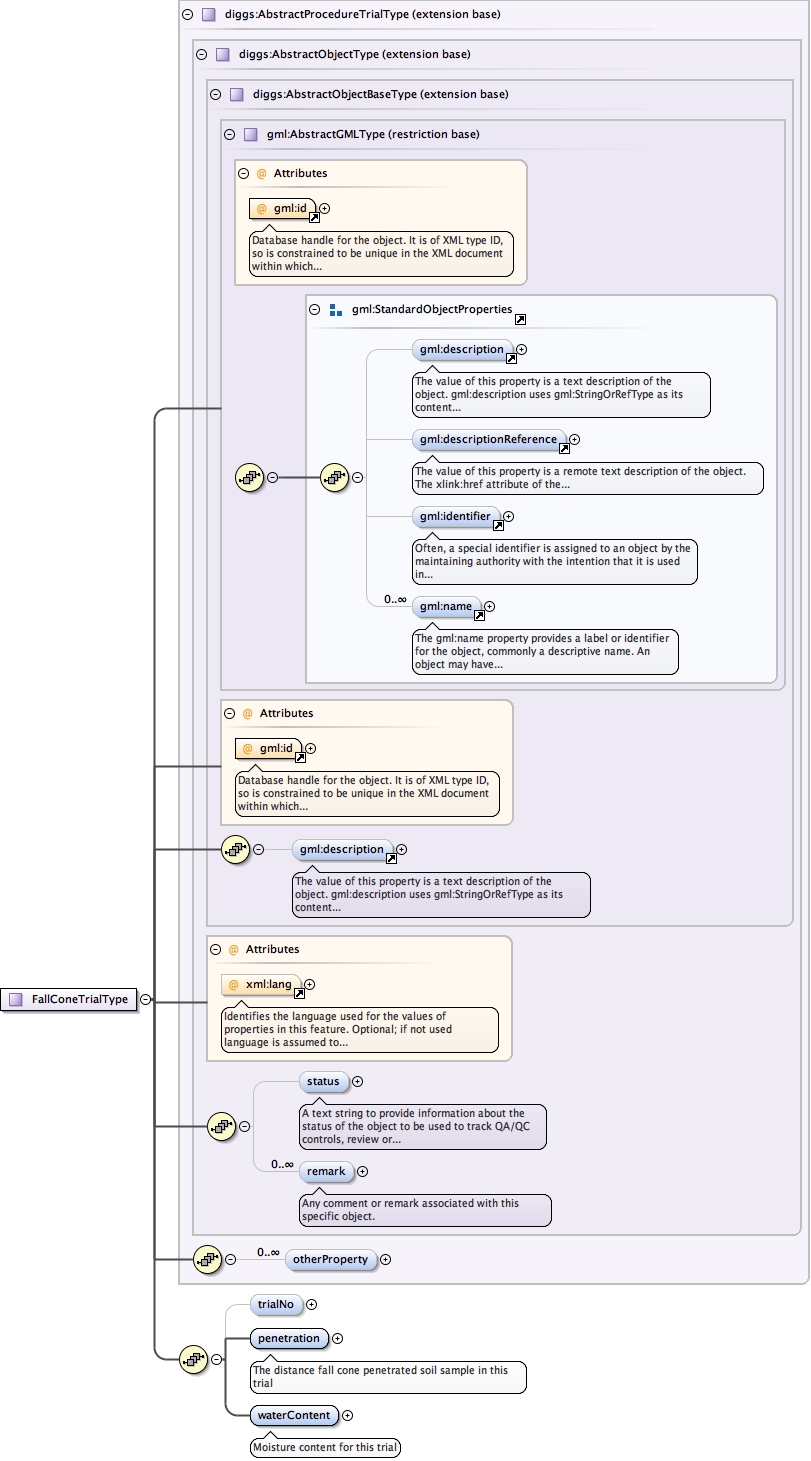 diggs:AbstractProcedureTrialType (extension base)
diggs:AbstractObjectType (extension base)
diggs:AbstractObjectBaseType (extension base)
gml:AbstractGMLType (restriction base)
@ Attributes
@ gml:id
Database handle for the object. It is of XML type ID,
so is constrained to be unique in the XML document
within which...
gml:StandardObjectProperties
gml:description
The value of this property is a text description of the
object. gml:description uses gml:StringOrRefType as its
content...
gml:descriptionReference
The value of this property is a remote text description of the object.
The xlink:href attribute of the...
gml:identifier
Often, a special identifier is assigned to an object by the
maintaining authority with the intention that it is used
in...
0..∞ gml:name
The gml:name property provides a label or identifier
for the object, commonly a descriptive name. An
object may have...
@ Attributes
@ gml:id
Database handle for the object. It is of XML type ID,
so is constrained to be unique in the XML document
within which...
gml:description
The value of this property is a text description of the
object. gml:description uses gml:StringOrRefType as its
content...
@ Attributes
@ xml:lang
FallConeTrialType
Identifies the language used for the values of
properties in this feature. Optional; if not used
language is assumed to...
status
A text string to provide information about the
status of the object to be used to track QA/QC
controls, review or...
0..∞ remark
Any comment or remark associated with this
specific object.
0..∞ otherProperty
trialNo
penetration
The distance fall cone penetrated soil sample in this
trial
waterContent
Moisture content for this trial